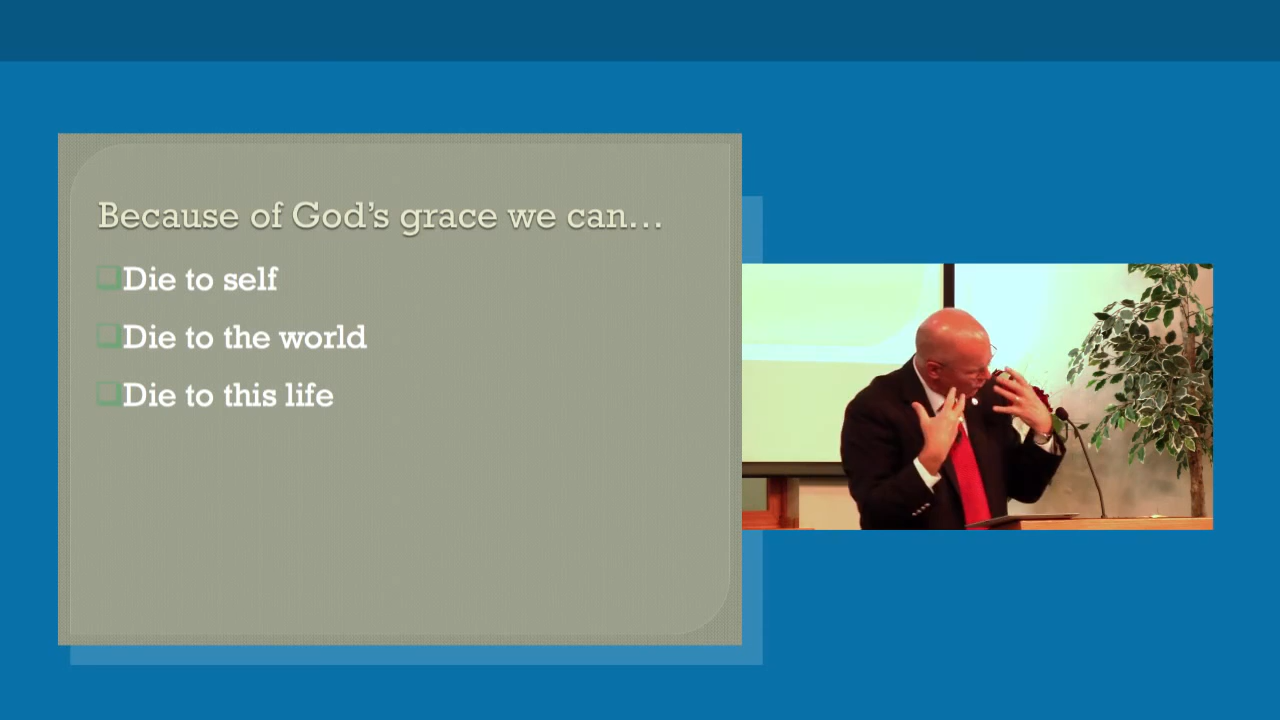 Because of God’s grace we can…
Die to self
Die to the world
Die to this life